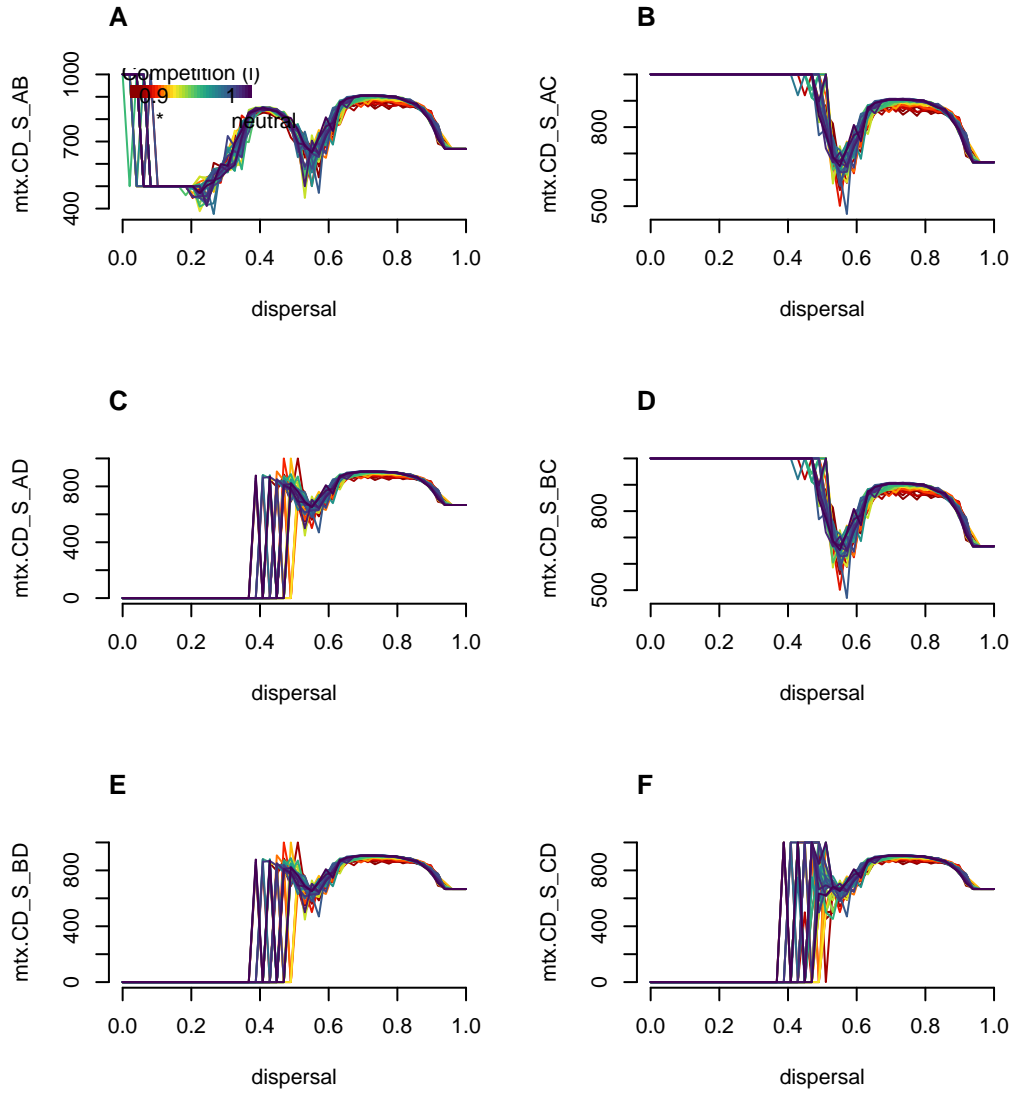 A
mtx.CD_S_AB
1000
700
400
Competition (l)
0.9 1
* neutral
0.0 0.2 0.4 0.6 0.8 1.0
dispersal
B
mtx.CD_S_AC
800
500
0.0 0.2 0.4 0.6 0.8 1.0
dispersal
C
mtx.CD_S_AD
800
400
0
0.0 0.2 0.4 0.6 0.8 1.0
dispersal
D
mtx.CD_S_BC
800
500
0.0 0.2 0.4 0.6 0.8 1.0
dispersal
E
mtx.CD_S_BD
800
400
0
0.0 0.2 0.4 0.6 0.8 1.0
dispersal
F
mtx.CD_S_CD
800
400
0
0.0 0.2 0.4 0.6 0.8 1.0
dispersal